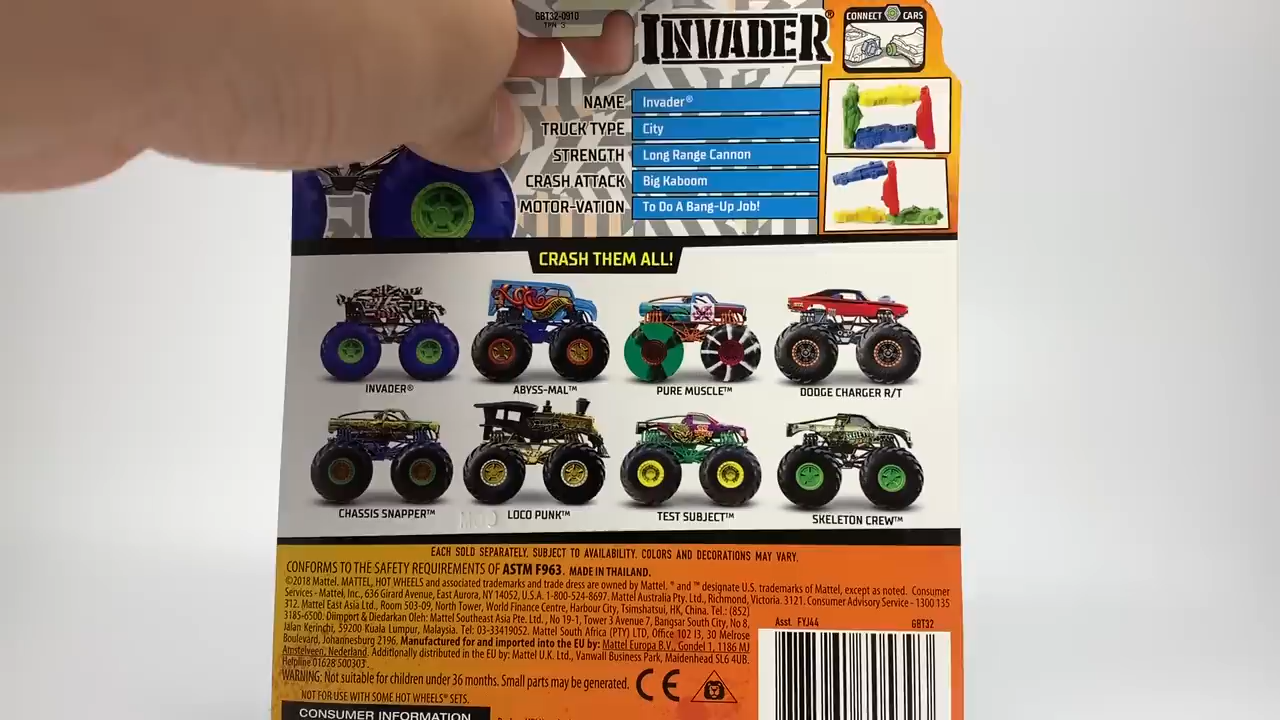 GBT32-0910
INVADER®
CONNECT CARS
NAME Invader®
TRUCK TYPE City
STRENGTH Long Range Cannon
CRASH ATTACK Big Kaboom
MOTOR-VATION To Do A Bang-Up Job!
CRASH THEM ALL!
INVADER® ABYSS-MAL™ PURE MUSCLE™ DODGE CHARGER R/T
CHASSIS SNAPPER™ LOCO PUNK™ TEST SUBJECT™ SKELETON CREW™
EACH SOLD SEPARATELY. SUBJECT TO AVAILABILITY. COLORS AND DECORATIONS MAY VARY.
CONFORMS TO THE SAFETY REQUIREMENTS OF ASTM F963. MADE IN THAILAND.
©2018 Mattel. MATTEL, HOT WHEELS and associated trademarks and trade dress are owned by Mattel. ® and ™ designate U.S. trademarks of Mattel, except as noted. Consumer
Services - Mattel, Inc., 636 Girard Avenue, East Aurora, NY 14052, U.S.A. 1-800-524-8697. Mattel Australia Pty. Ltd., Richmond, Victoria. 3121. Consumer Advisory Service - 1300 135
312. Mattel East Asia Ltd., Room 503-09, North Tower, World Finance Centre, Harbour City, Tsimshatsui, HK, China. Tel.: (852)
3185-6500. Diimport & Diedarkan Oleh: Mattel Southeast Asia Pte. Ltd., No 19-1, Tower 3 Avenue 7, Bangsar South City, No 8,
Jalan Kerinchi, 59200 Kuala Lumpur, Malaysia. Tel: 03-33419052. Mattel South Africa (PTY) LTD, Office 102 I3, 30 Melrose
Boulevard, Johannesburg 2196. Manufactured for and imported into the EU by: Mattel Europa B.V., Gondel 1, 1186 MJ
Amstelveen, Nederland. Additionally distributed in the EU by: Mattel U.K. Ltd., Vanwall Business Park, Maidenhead SL6 4UB.
Helpline 01628 500303.
Asst. FYJ44 GBT32
WARNING: Not suitable for children under 36 months. Small parts may be generated. CE
NOT FOR USE WITH SOME HOT WHEELS® SETS.
CONSUMER INFORMATION